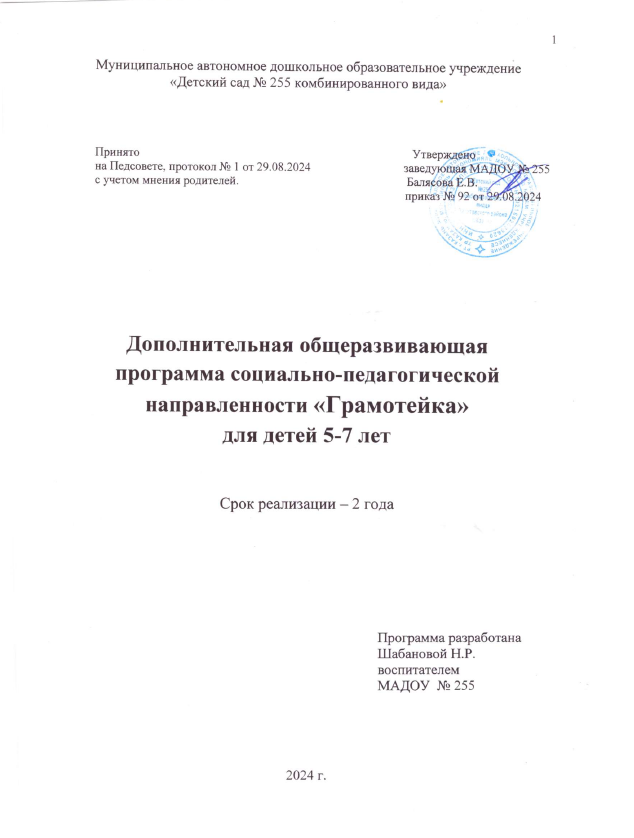 1
Муниципальное автономное дошкольное образовательное учреждение
«Детский сад № 255 комбинированного вида»
Принято
на Педсовете, протокол № 1 от 29.08.2024
с учетом мнения родителей.
Утверждено
заведующая МАДОУ № 255
Балясова Е.В.
приказ № 92 от 29.08.2024
Дополнительная общеразвивающая
программа социально-педагогической
направленности «Грамотейка»
для детей 5-7 лет
Срок реализации – 2 года
Программа разработана
Шабановой Н.Р.
воспитателем
МАДОУ № 255
2024 г.